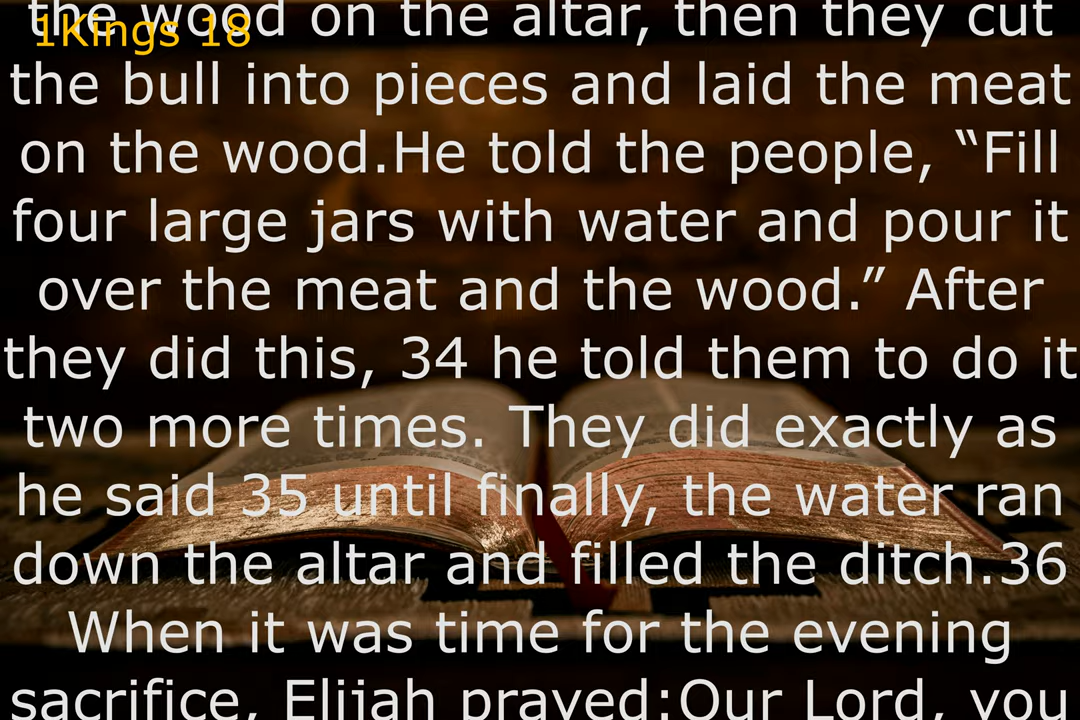 1Kings 18
the wood on the altar, then they cut
the bull into pieces and laid the meat
on the wood.He told the people, “Fill
four large jars with water and pour it
over the meat and the wood.” After
they did this, 34 he told them to do it
two more times. They did exactly as
he said 35 until finally, the water ran
down the altar and filled the ditch.36
When it was time for the evening
sacrifice, Elijah prayed:Our Lord, you